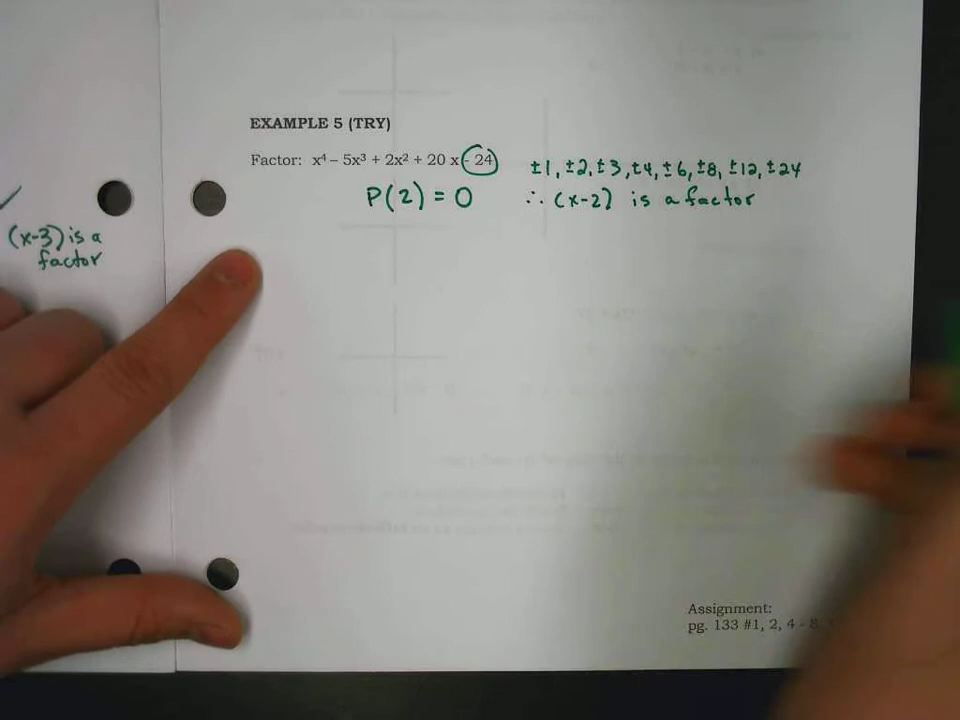 EXAMPLE 5 (TRY)
Factor: x⁴ – 5x³ + 2x² + 20 x - 24
±1, ±2, ±3, ±4, ±6, ±8, ±12, ±24
P(2) = 0 ∴ (x-2) is a factor
(x-3) is a
factor
Assignment:
pg. 133 #1, 2, 4 - 8,